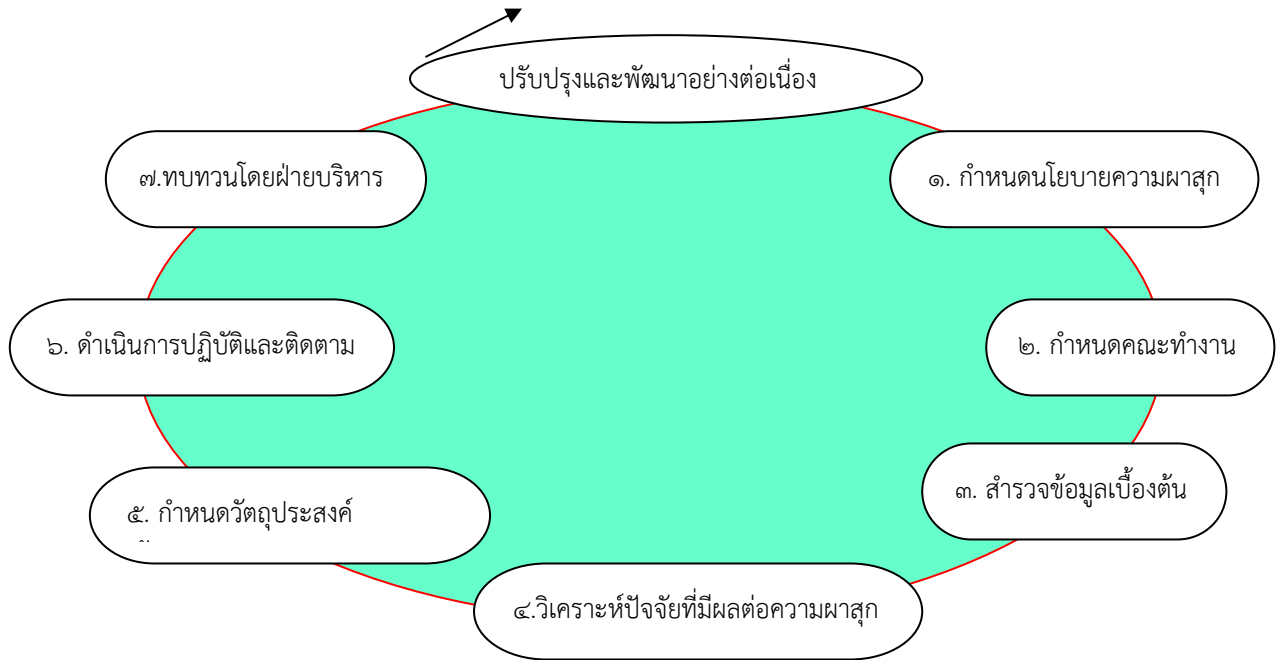 ปรับปรุงและพัฒนาอย่างต่อเนื่อง
๑. กำหนดนโยบายความผาสุก
๒. กำหนดคณะทำงาน
๓. สำรวจข้อมูลเบื้องต้น
๔.วิเคราะห์ปัจจัยที่มีผลต่อความผาสุก
๕. กำหนดวัตถุประสงค์
๖. ดำเนินการปฏิบัติและติดตาม
๗.ทบทวนโดยฝ่ายบริหาร